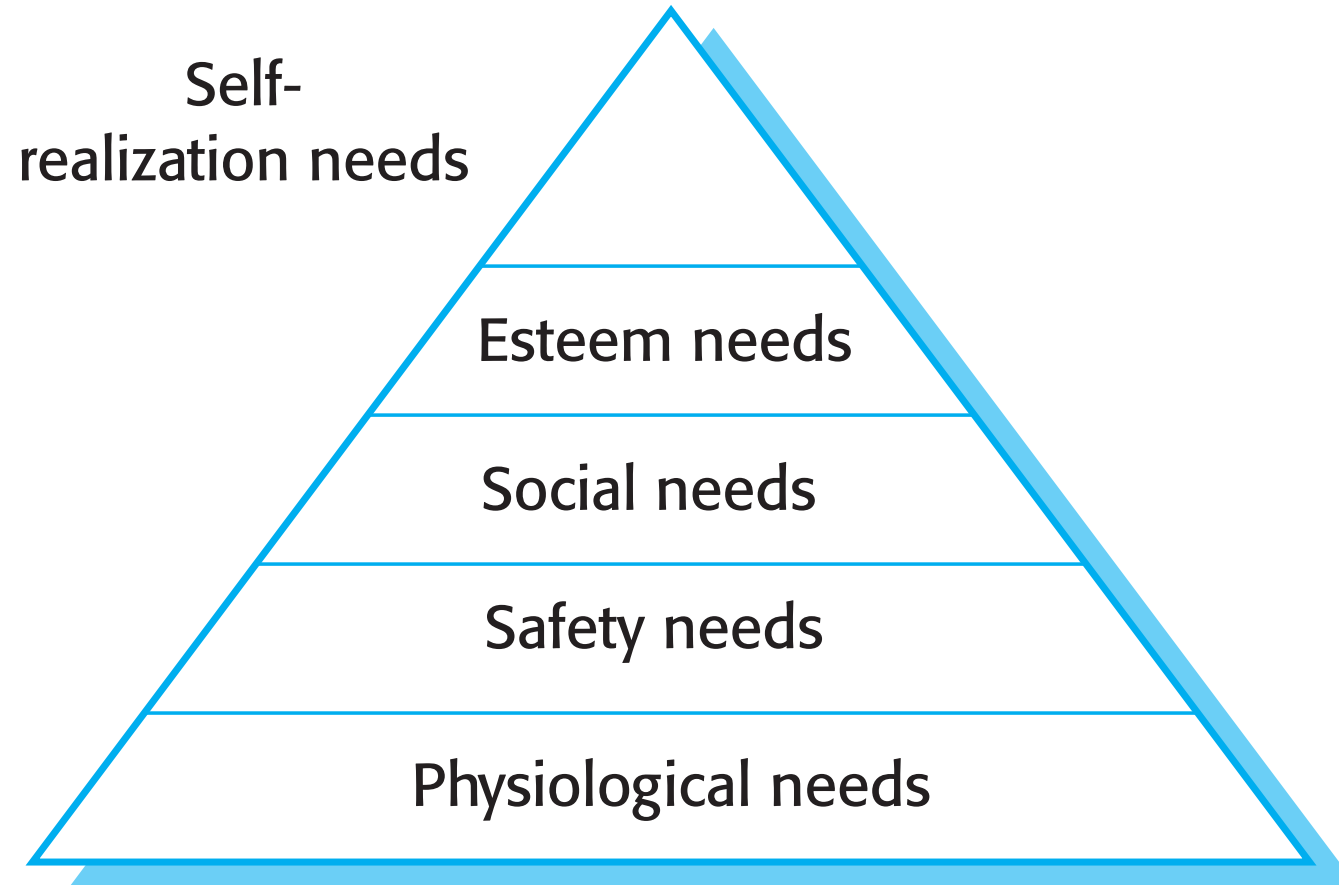 Self-
realization needs
Esteem needs
Social needs
Safety needs
Physiological needs